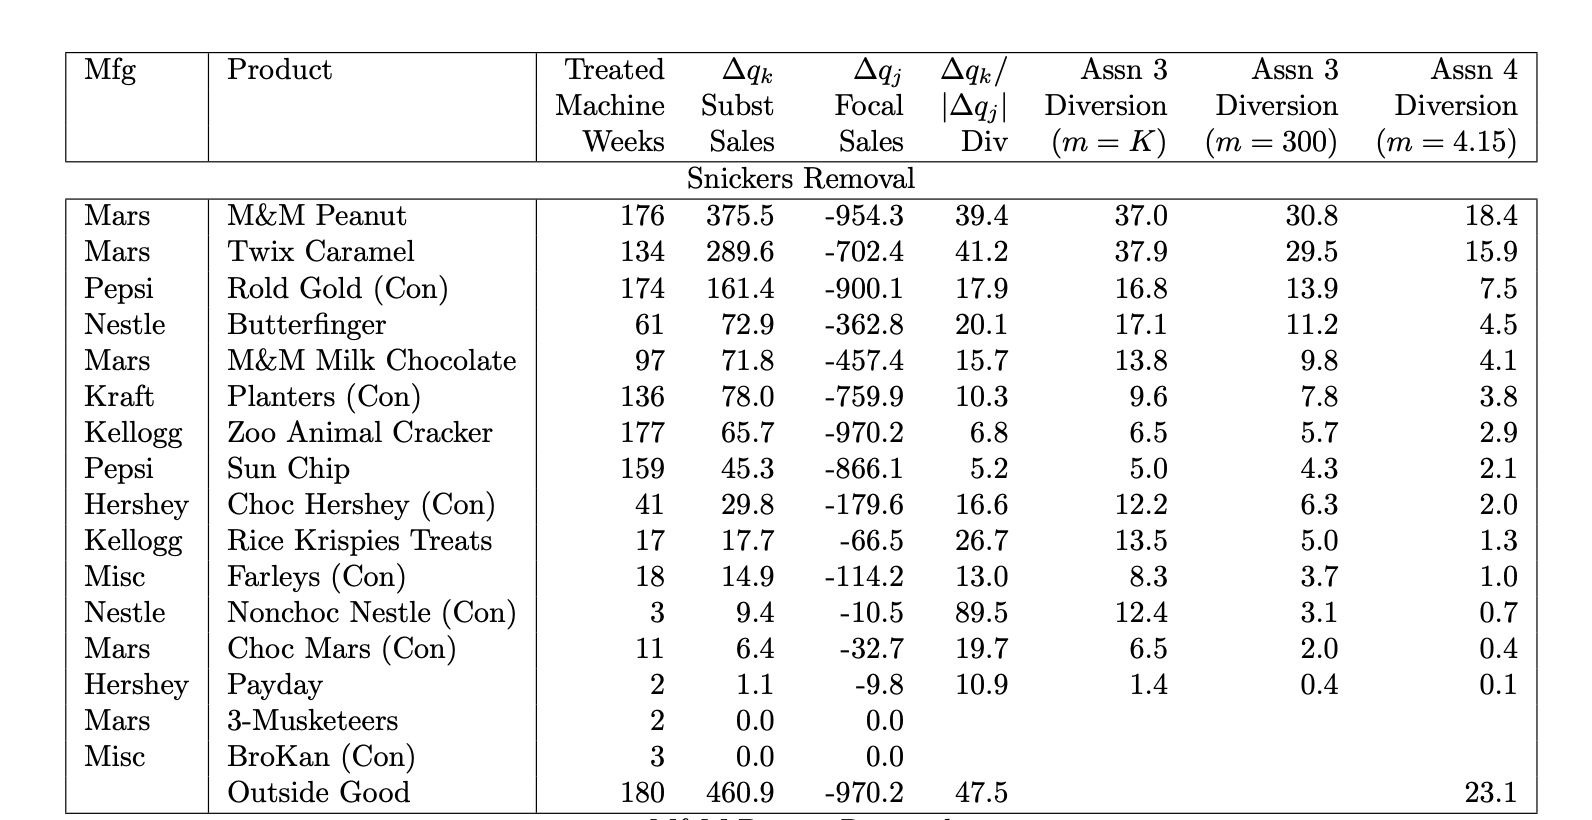 Mfg Product Treated Δqk Δqj Δqk/ Assn 3 Assn 3 Assn 4
Machine Subst Focal |Δqj| Diversion Diversion Diversion
Weeks Sales Sales Div (m = K) (m = 300) (m = 4.15)
Snickers Removal
Mars M&M Peanut 176 375.5 -954.3 39.4 37.0 30.8 18.4
Mars Twix Caramel 134 289.6 -702.4 41.2 37.9 29.5 15.9
Pepsi Rold Gold (Con) 174 161.4 -900.1 17.9 16.8 13.9 7.5
Nestle Butterfinger 61 72.9 -362.8 20.1 17.1 11.2 4.5
Mars M&M Milk Chocolate 97 71.8 -457.4 15.7 13.8 9.8 4.1
Kraft Planters (Con) 136 78.0 -759.9 10.3 9.6 7.8 3.8
Kellogg Zoo Animal Cracker 177 65.7 -970.2 6.8 6.5 5.7 2.9
Pepsi Sun Chip 159 45.3 -866.1 5.2 5.0 4.3 2.1
Hershey Choc Hershey (Con) 41 29.8 -179.6 16.6 12.2 6.3 2.0
Kellogg Rice Krispies Treats 17 17.7 -66.5 26.7 13.5 5.0 1.3
Misc Farleys (Con) 18 14.9 -114.2 13.0 8.3 3.7 1.0
Nestle Nonchoc Nestle (Con) 3 9.4 -10.5 89.5 12.4 3.1 0.7
Mars Choc Mars (Con) 11 6.4 -32.7 19.7 6.5 2.0 0.4
Hershey Payday 2 1.1 -9.8 10.9 1.4 0.4 0.1
Mars 3-Musketeers 2 0.0 0.0
Misc BroKan (Con) 3 0.0 0.0
Outside Good 180 460.9 -970.2 47.5 23.1